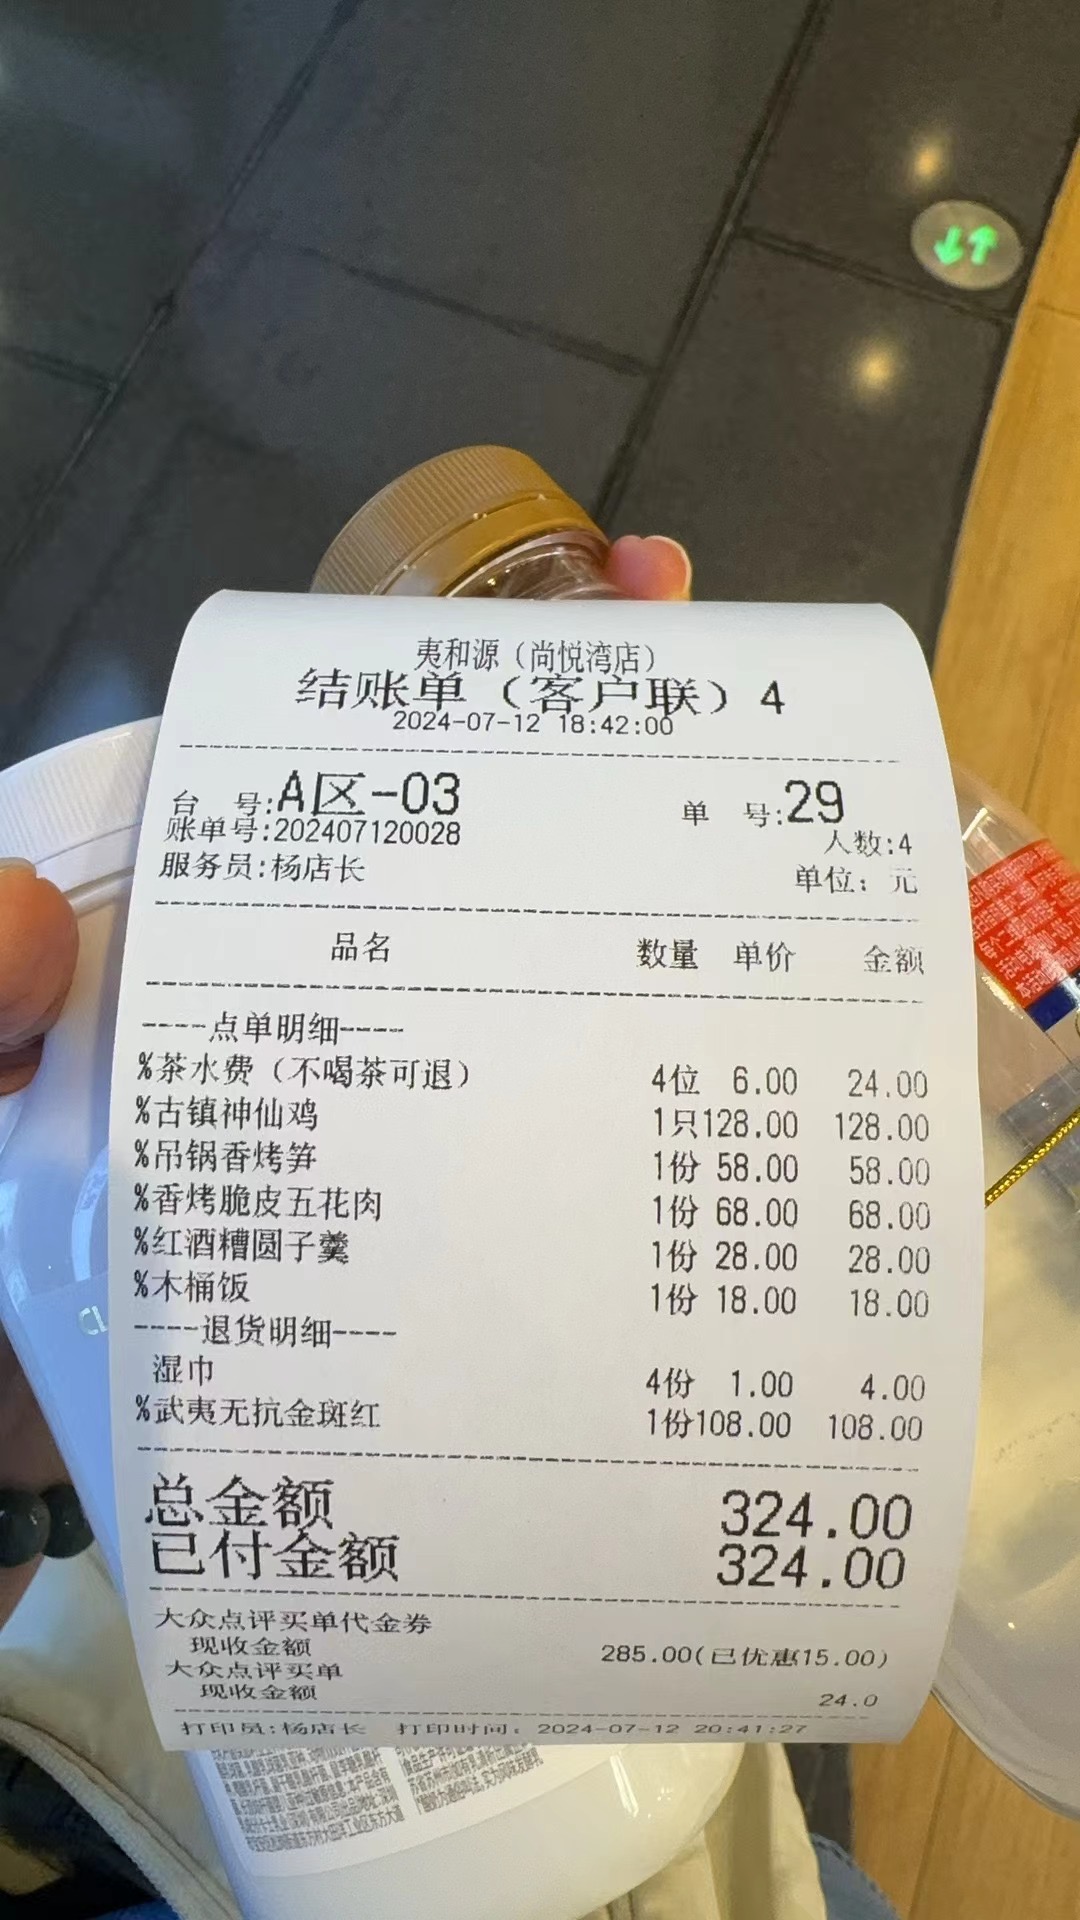 夷和源（尚悦湾店）
结账单（客户联）4
2024-07-12 18:42:00
台 号:A区-03 单 号:29
账单号:202407120028 人数:4
服务员:杨店长 单位：元
品名 数量 单价 金额
----点单明细----
%茶水费（不喝茶可退） 4位 6.00 24.00
%古镇神仙鸡 1只128.00 128.00
%吊锅香烤笋 1份 58.00 58.00
%香烤脆皮五花肉 1份 68.00 68.00
%红酒糟圆子羹 1份 28.00 28.00
%木桶饭 1份 18.00 18.00
----退货明细----
湿巾 4份 1.00 4.00
%武夷无抗金斑红 1份108.00 108.00
总金额 324.00
已付金额 324.00
大众点评买单代金券
现收金额 285.00(已优惠15.00)
大众点评买单
现收金额 24.0
打印员:杨店长 打印时间：2024-07-12 20:41:27